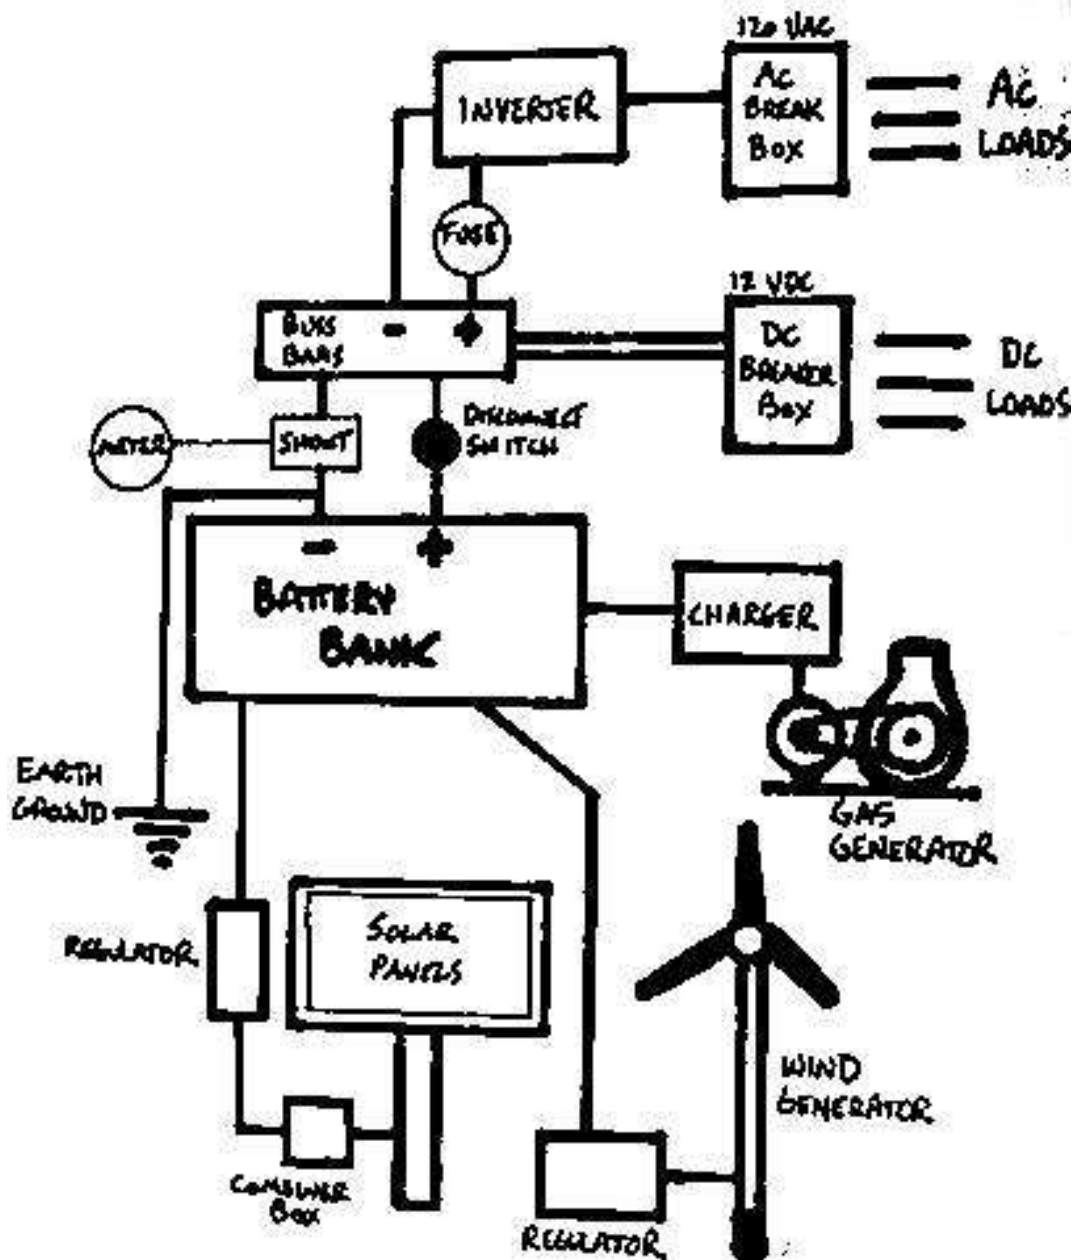 120 VAC
INVERTER
AC
BREAK
BOX
AC
LOADS
FUSE
12 VDC
BUSS
BARS
- +
DC
BREAKER
BOX
DC
LOADS
METER
SHUNT
DISCONNECT
SWITCH
- +
BATTERY
BANK
CHARGER
EARTH
GROUND
GAS
GENERATOR
REGULATOR
SOLAR
PANELS
WIND
GENERATOR
COMBINER
BOX
REGULATOR